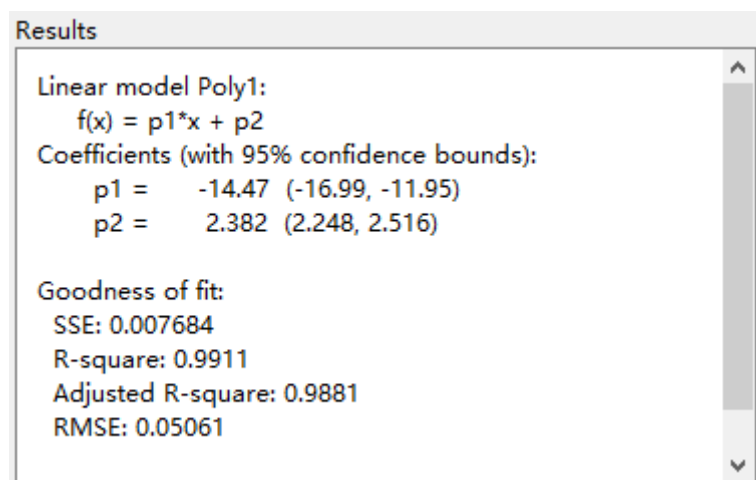 Results
Linear model Poly1:
f(x) = p1*x + p2
Coefficients (with 95% confidence bounds):
p1 = -14.47 (-16.99, -11.95)
p2 = 2.382 (2.248, 2.516)
Goodness of fit:
SSE: 0.007684
R-square: 0.9911
Adjusted R-square: 0.9881
RMSE: 0.05061